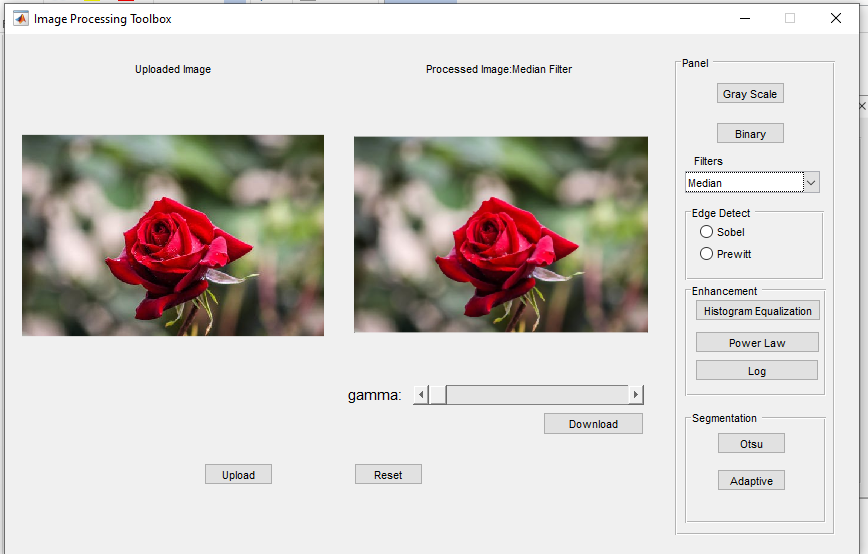 Image Processing Toolbox
Uploaded Image
Processed Image:Median Filter
Panel
Gray Scale
Binary
Filters
Median
Edge Detect
Sobel
Prewitt
Enhancement
Histogram Equalization
Power Law
Log
gamma:
Download
Segmentation
Otsu
Adaptive
Upload
Reset